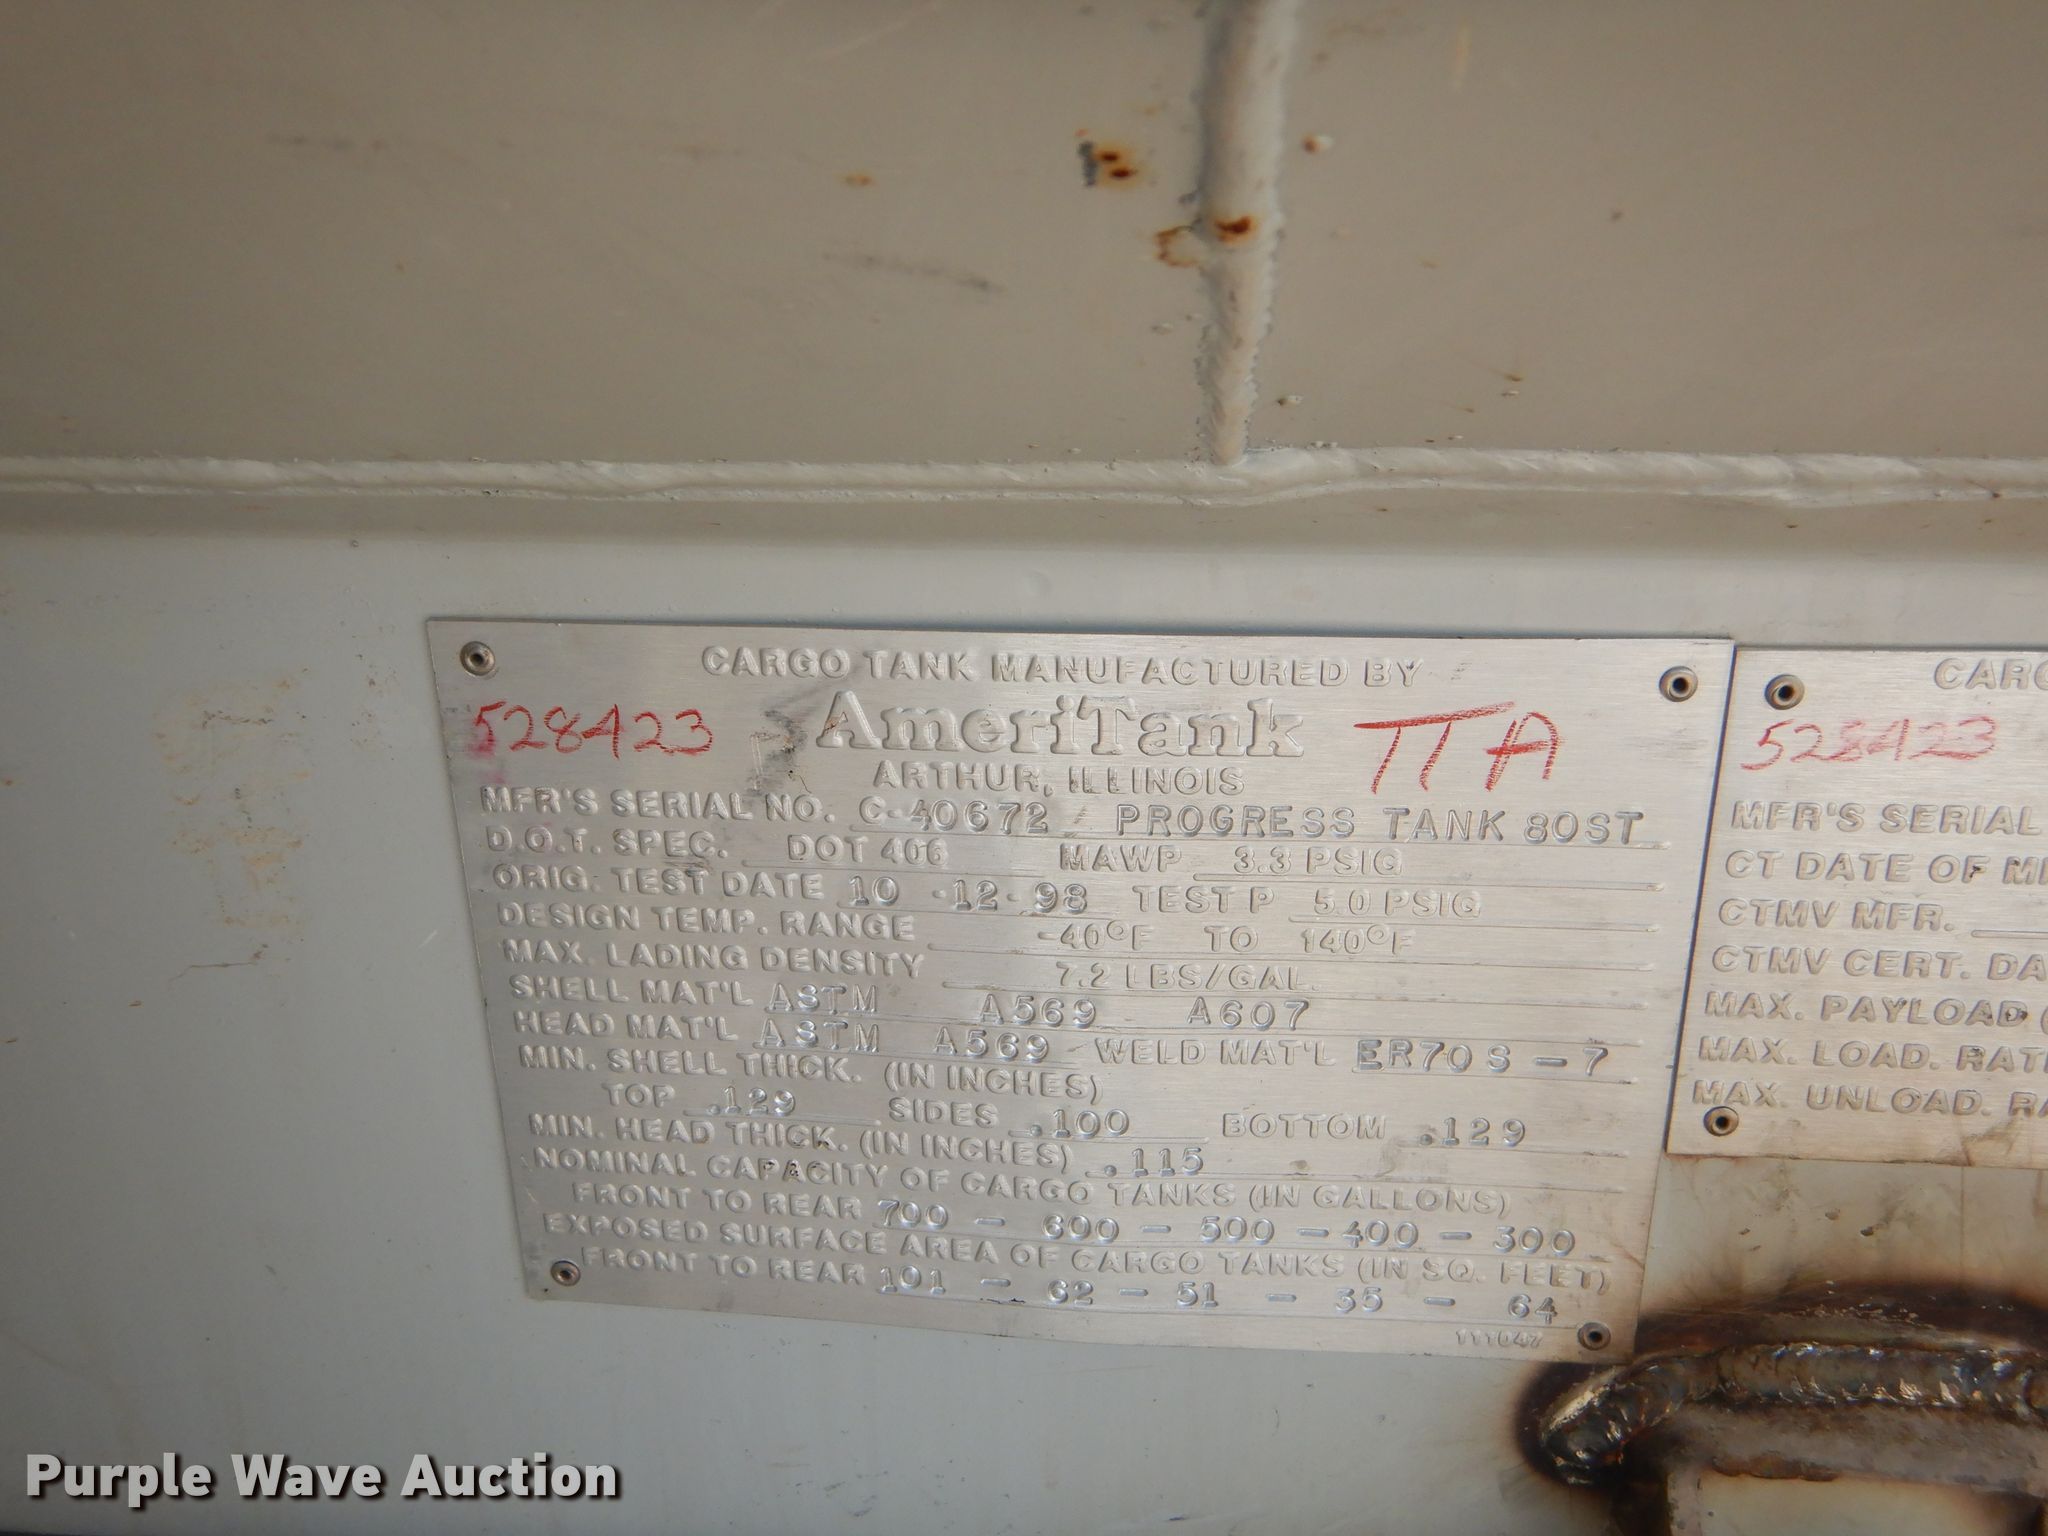 CARGO TANK MANUFACTURED BY
528423 AmeriTank TTA
ARTHUR, ILLINOIS
MFR'S SERIAL NO. C-40672 PROGRESS TANK 80ST
D.O.T. SPEC. DOT 406 MAWP 3.3 PSIG
ORIG. TEST DATE 10-12-98 TEST P 5.0 PSIG
DESIGN TEMP. RANGE -40°F TO 140°F
MAX. LADING DENSITY 7.2 LBS/GAL.
SHELL MAT'L ASTM A569 A607
HEAD MAT'L ASTM A569 WELD MAT'L ER70S-7
MIN. SHELL THICK. (IN INCHES)
TOP .129 SIDES .100 BOTTOM .129
MIN. HEAD THICK. (IN INCHES) .115
NOMINAL CAPACITY OF CARGO TANKS (IN GALLONS)
FRONT TO REAR 700 - 600 - 500 - 400 - 300
EXPOSED SURFACE AREA OF CARGO TANKS (IN SQ. FEET)
FRONT TO REAR 101 - 62 - 51 - 35 - 64
111047
CARG
528423
MFR'S SERIAL
CT DATE OF M
CTMV MFR.
CTMV CERT. DA
MAX. PAYLOAD (
MAX. LOAD. RAT
MAX. UNLOAD. RA
Purple Wave Auction